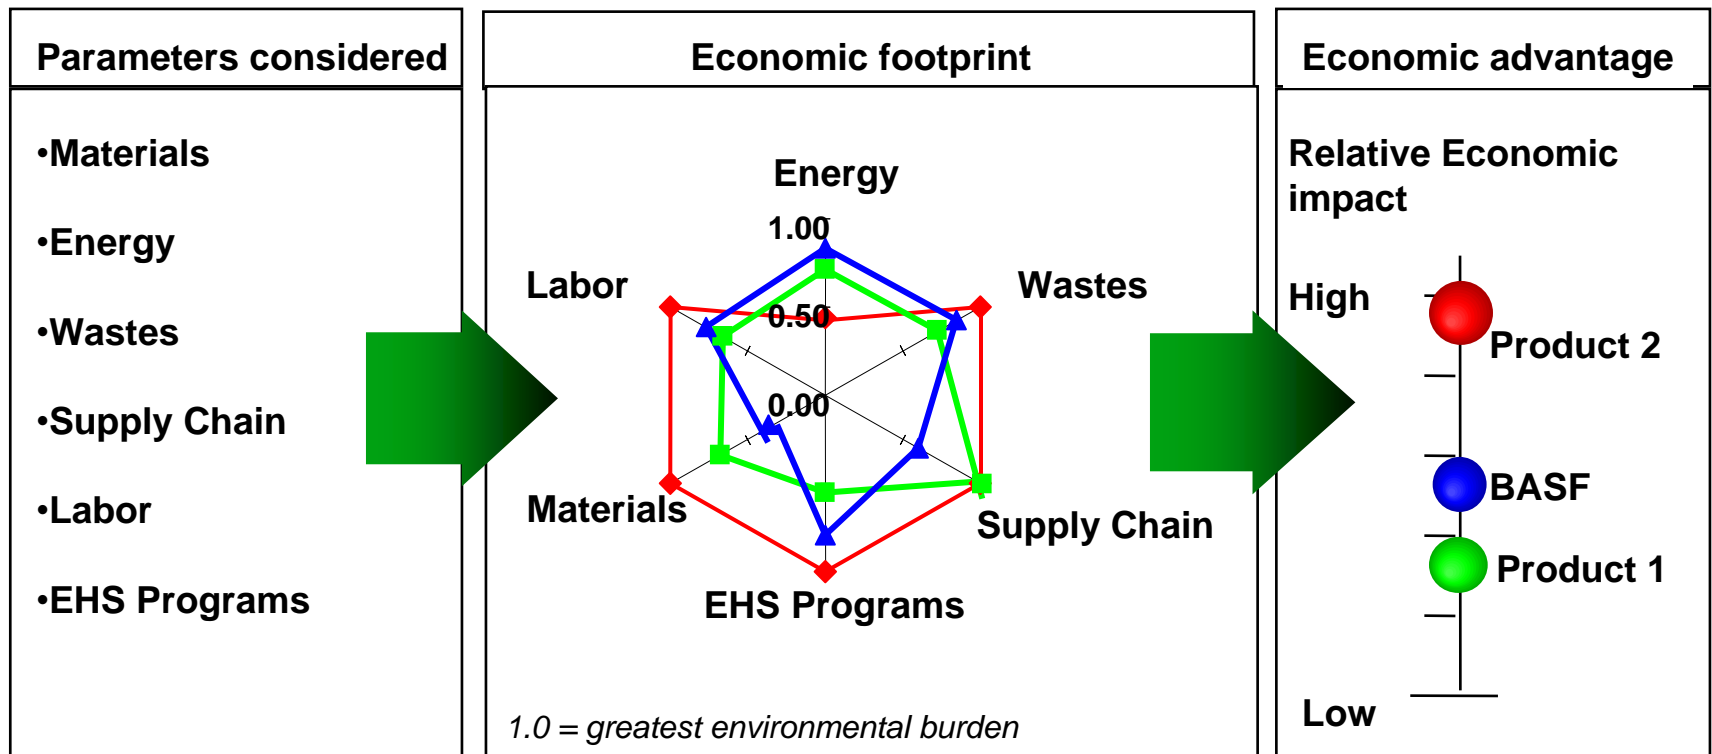 Parameters considered
•Materials
•Energy
•Wastes
•Supply Chain
•Labor
•EHS Programs
Economic footprint
Energy
1.00
Labor
Wastes
0.50
0.00
Materials
Supply Chain
EHS Programs
1.0 = greatest environmental burden
Economic advantage
Relative Economic
impact
High
Product 2
BASF
Product 1
Low